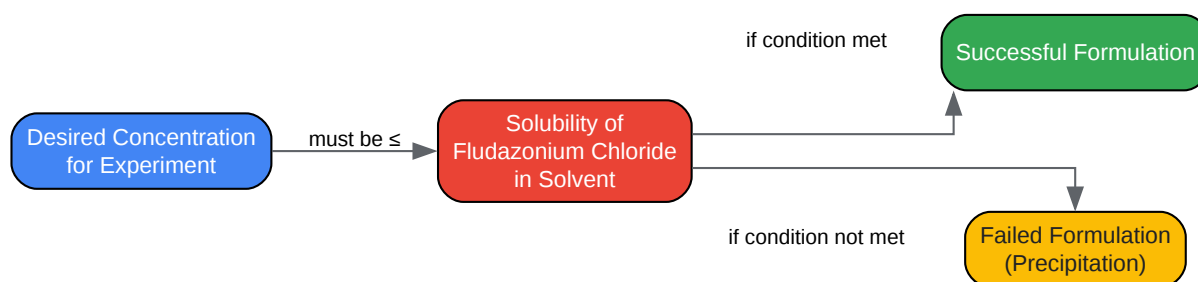 if condition met
Successful Formulation
Desired Concentration
for Experiment
must be ≤
Solubility of
Fludazonium Chloride
in Solvent
if condition not met
Failed Formulation
(Precipitation)